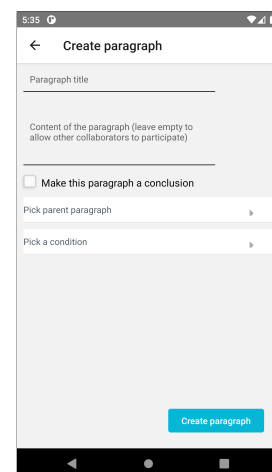 5:35
Create paragraph
Paragraph title
Content of the paragraph (leave empty to
allow other collaborators to participate)
Make this paragraph a conclusion
Pick parent paragraph
Pick a condition
Create paragraph